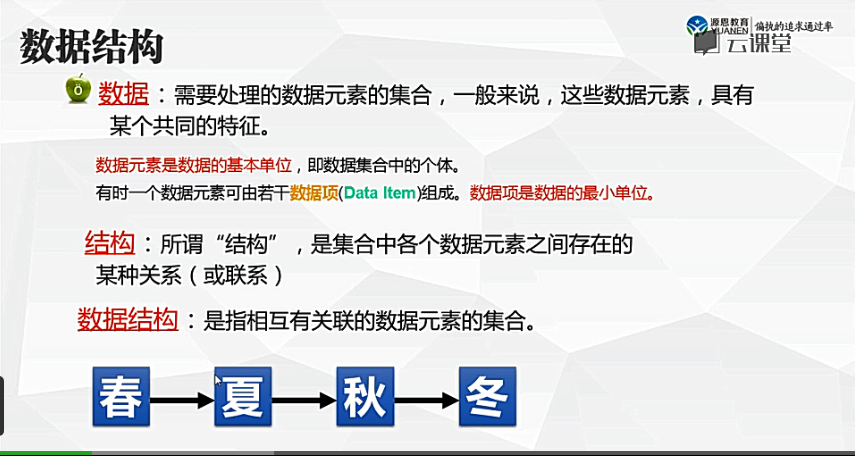 数据结构
源恩教育
YUANEN
偏执的追求通过率
云课堂
数据：需要处理的数据元素的集合，一般来说，这些数据元素，具有
某个共同的特征。
数据元素是数据的基本单位，即数据集合中的个体。
有时一个数据元素可由若干数据项(Data Item)组成。数据项是数据的最小单位。
结构：所谓“结构”，是集合中各个数据元素之间存在的
某种关系（或联系）
数据结构：是指相互有关联的数据元素的集合。
春 夏 秋 冬